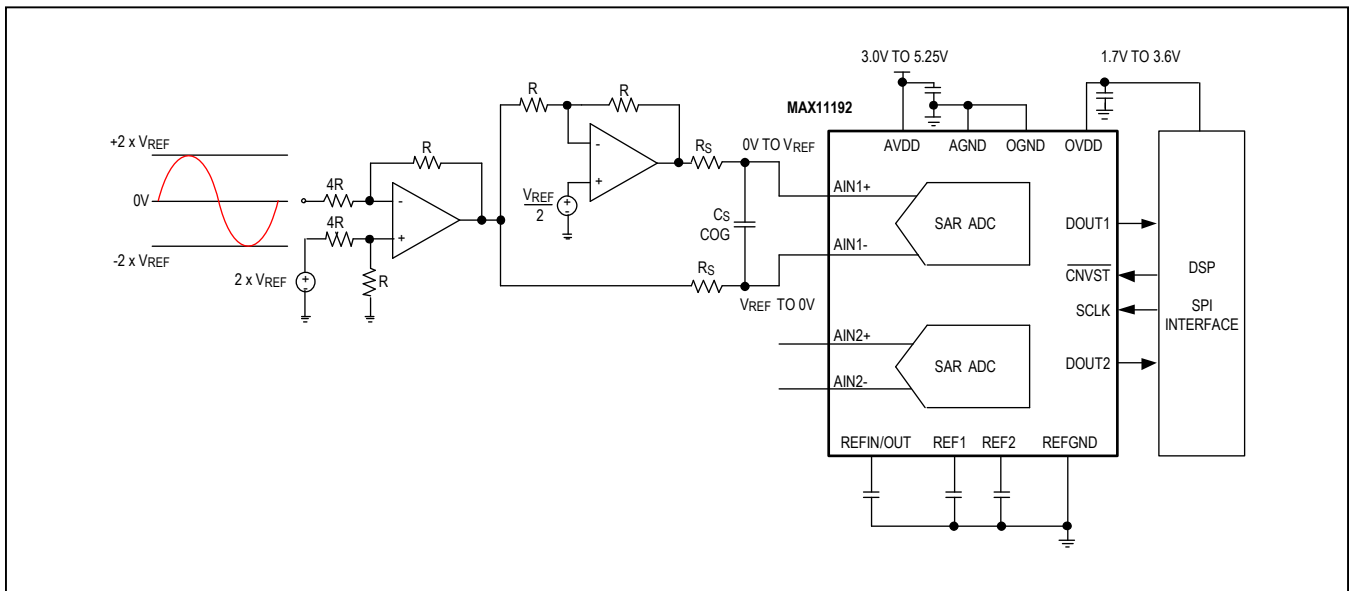 3.0V TO 5.25V
1.7V TO 3.6V
MAX11192
R
R
+2 x VREF
0V
-2 x VREF
4R
R
-
+
4R
2 x VREF
+
-
R
-
+
VREF
2
+
-
RS
0V TO VREF
CS
COG
RS
VREF TO 0V
AVDD
AGND
OGND
OVDD
AIN1+
SAR ADC
AIN1-
AIN2+
SAR ADC
AIN2-
DOUT1
CNVST
SCLK
DOUT2
DSP
SPI
INTERFACE
REFIN/OUT
REF1
REF2
REFGND